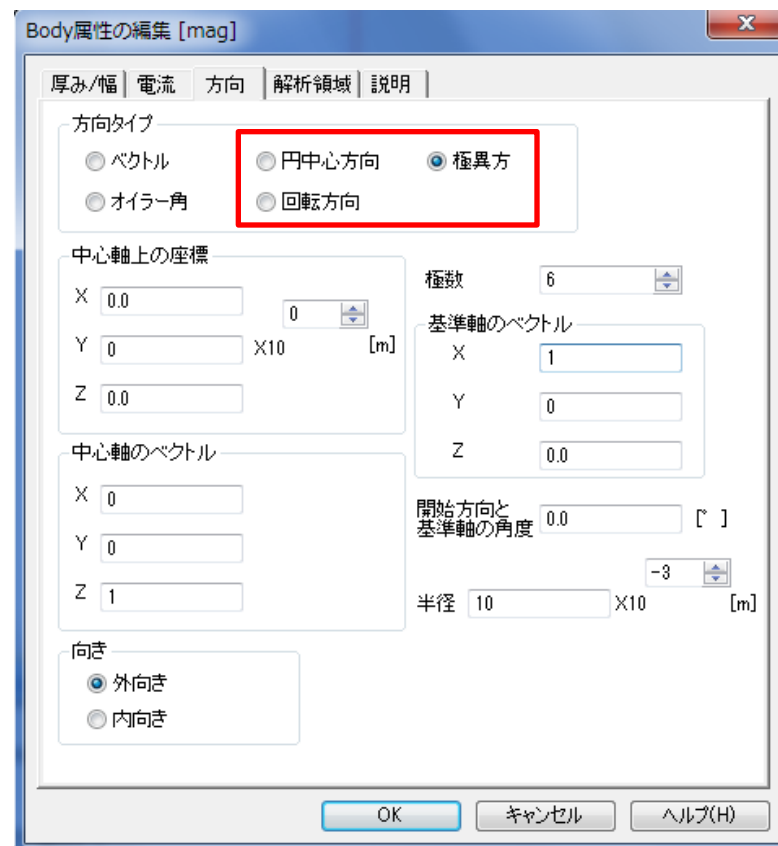 Body属性の編集 [mag]
厚み/幅 電流 方向 解析領域 説明
方向タイプ
ベクトル 円中心方向 極異方
オイラー角 回転方向
中心軸上の座標
X 0.0
0
Y 0 X10 [m]
Z 0.0
極数 6
基準軸のベクトル
X 1
Y 0
Z 0.0
中心軸のベクトル
X 0
Y 0
Z 1
開始方向と
基準軸の角度 0.0 [° ]
-3
半径 10 X10 [m]
向き
外向き
内向き
OK キャンセル ヘルプ(H)